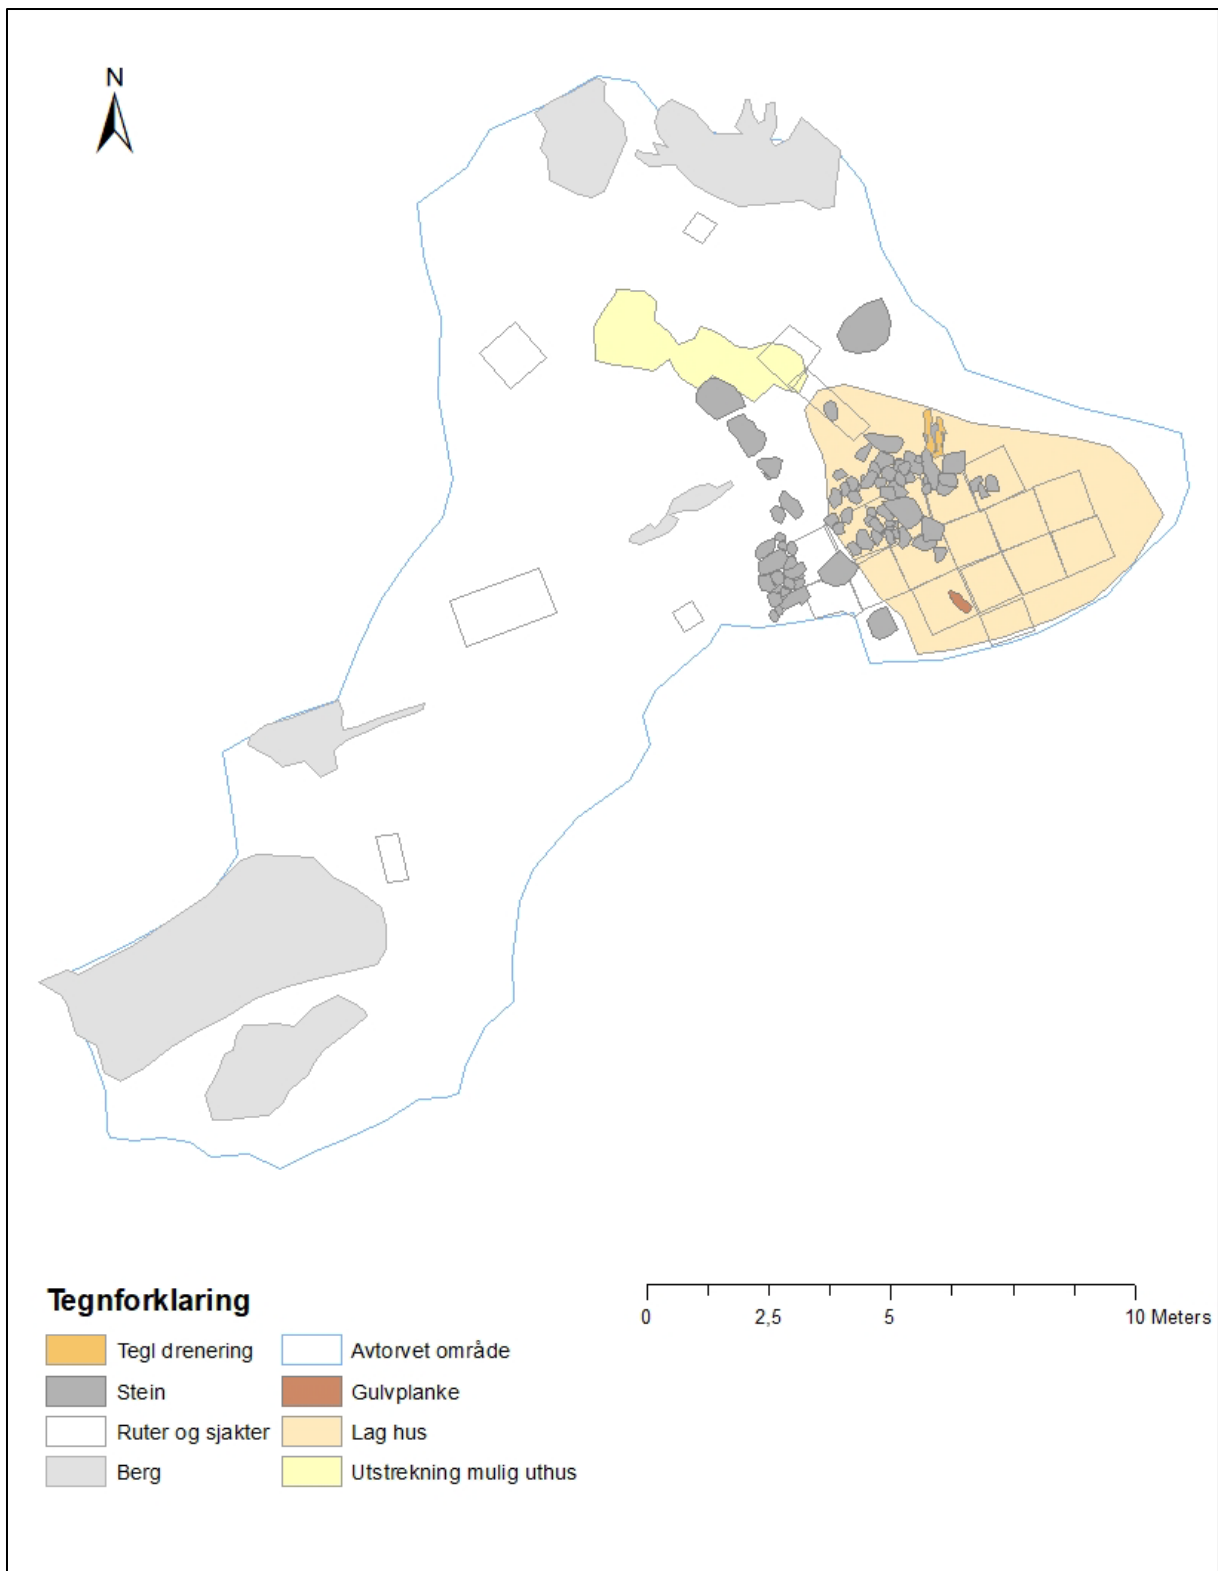 N
Tegnforklaring
Tegl drenering
Stein
Ruter og sjakter
Berg
Avtorvet område
Gulvplanke
Lag hus
Utstrekning mulig uthus
0 2,5 5 10 Meters